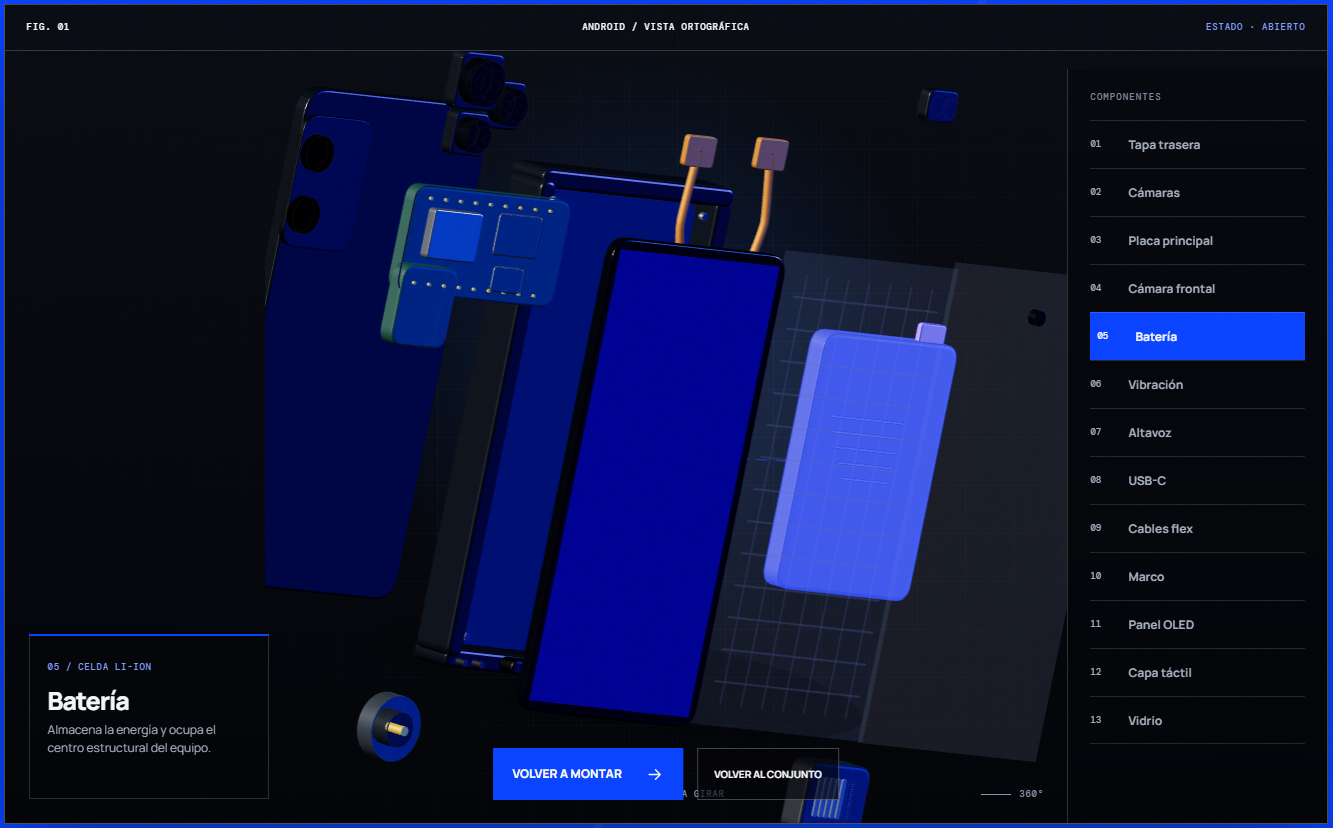 FIG. 01
ANDROID / VISTA ORTOGRÁFICA
ESTADO · ABIERTO
COMPONENTES
01 Tapa trasera
02 Cámaras
03 Placa principal
04 Cámara frontal
05 Batería
06 Vibración
07 Altavoz
08 USB-C
09 Cables flex
10 Marco
11 Panel OLED
12 Capa táctil
13 Vidrio
05 / CELDA LI-ION
Batería
Almacena la energía y ocupa el
centro estructural del equipo.
VOLVER A MONTAR →
VOLVER AL CONJUNTO
A GIRAR
360°